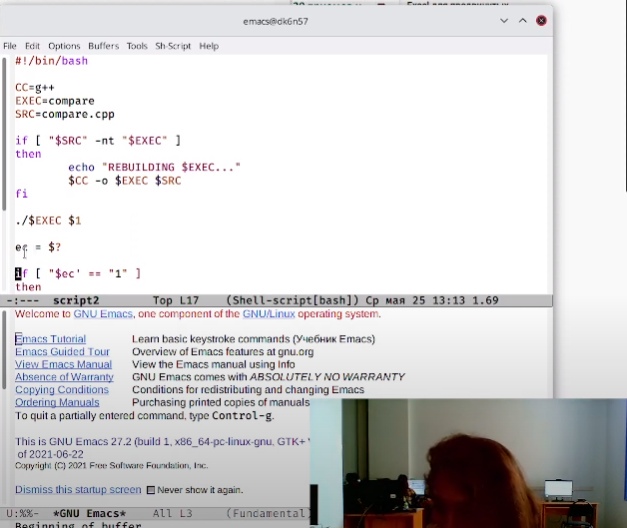 emacs@dk6n57
File Edit Options Buffers Tools Sh-Script Help
#!/bin/bash
CC=g++
EXEC=compare
SRC=compare.cpp
if [ "$SRC" -nt "$EXEC" ]
then
echo "REBUILDING $EXEC..."
$CC -o $EXEC $SRC
fi
./$EXEC $1
ec = $?
if [ "$ec' == "1" ]
then
-:--- script2 Top L17 (Shell-script[bash]) Ср мая 25 13:13 1.69
Welcome to GNU Emacs, one component of the GNU/Linux operating system.
Emacs Tutorial Learn basic keystroke commands (Учебник Emacs)
Emacs Guided Tour Overview of Emacs features at gnu.org
View Emacs Manual View the Emacs manual using Info
Absence of Warranty GNU Emacs comes with ABSOLUTELY NO WARRANTY
Copying Conditions Conditions for redistributing and changing Emacs
Ordering Manuals Purchasing printed copies of manuals
To quit a partially entered command, type Control-g.
This is GNU Emacs 27.2 (build 1, x86_64-pc-linux-gnu, GTK+
of 2021-06-22
Copyright (C) 2021 Free Software Foundation, Inc.
Dismiss this startup screen Never show it again.
U:%%- *GNU Emacs* All L3 (Fundamental
Beginning of buffer